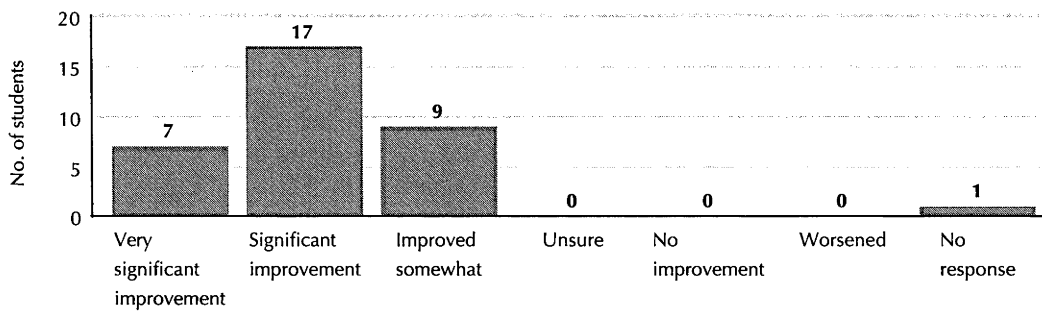 20
17
15
No. of students
10
9
7
5
0
0
0
0
1
Very significant improvement
Significant improvement
Improved somewhat
Unsure
No improvement
Worsened
No response